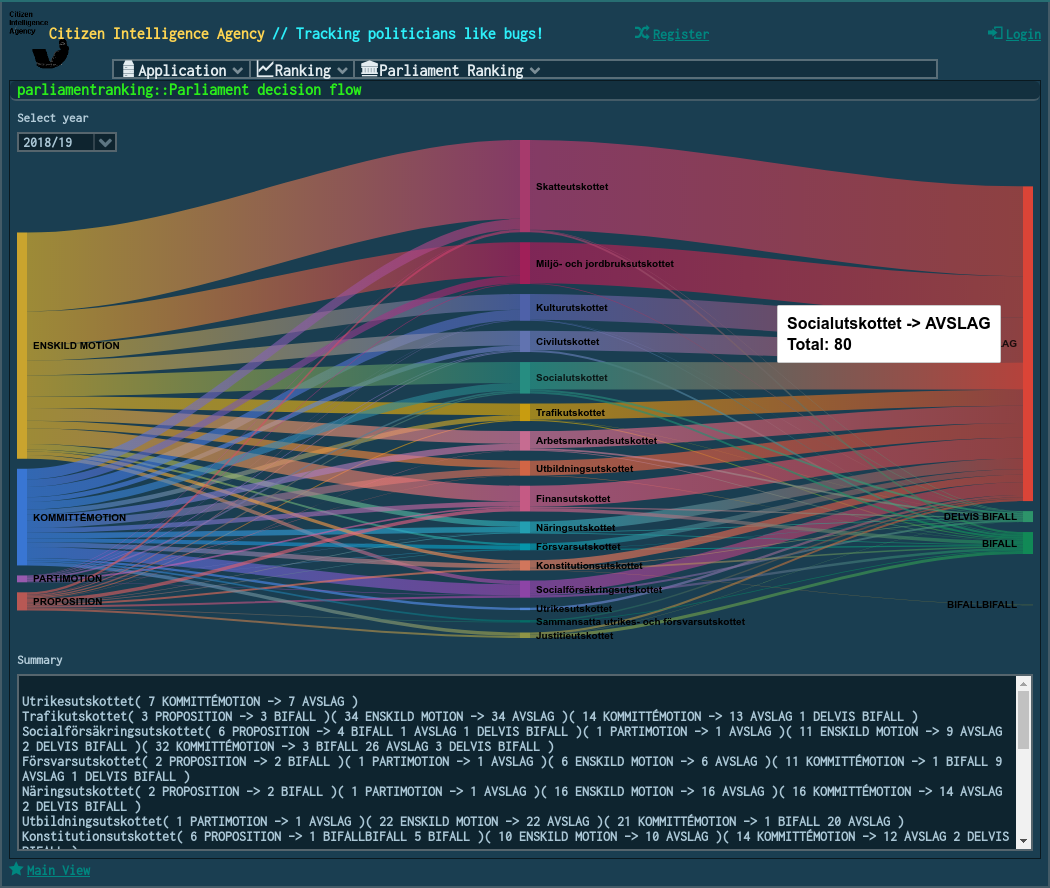 Citizen
Intelligence
Agency
Citizen Intelligence Agency // Tracking politicians like bugs!
Register
Login
Application
Ranking
Parliament Ranking
parliamentranking::Parliament decision flow
Select year
2018/19
Skatteutskottet
Miljö- och jordbruksutskottet
Kulturutskottet
Socialutskottet -> AVSLAG
Total: 80
ENSKILD MOTION
Civilutskottet
AG
Socialutskottet
Trafikutskottet
Arbetsmarknadsutskottet
Utbildningsutskottet
Finansutskottet
KOMMITTÉMOTION
DELVIS BIFALL
Näringsutskottet
Försvarsutskottet
BIFALL
Konstitutionsutskottet
PARTIMOTION
Socialförsäkringsutskottet
PROPOSITION
BIFALLBIFALL
Utrikesutskottet
Sammansatta utrikes- och försvarsutskottet
Justitieutskottet
Summary
Utrikesutskottet( 7 KOMMITTÉMOTION -> 7 AVSLAG )
Trafikutskottet( 3 PROPOSITION -> 3 BIFALL )( 34 ENSKILD MOTION -> 34 AVSLAG )( 14 KOMMITTÉMOTION -> 13 AVSLAG 1 DELVIS BIFALL )
Socialförsäkringsutskottet( 6 PROPOSITION -> 4 BIFALL 1 AVSLAG 1 DELVIS BIFALL )( 1 PARTIMOTION -> 1 AVSLAG )( 11 ENSKILD MOTION -> 9 AVSLAG
2 DELVIS BIFALL )( 32 KOMMITTÉMOTION -> 3 BIFALL 26 AVSLAG 3 DELVIS BIFALL )
Försvarsutskottet( 2 PROPOSITION -> 2 BIFALL )( 1 PARTIMOTION -> 1 AVSLAG )( 6 ENSKILD MOTION -> 6 AVSLAG )( 11 KOMMITTÉMOTION -> 1 BIFALL 9
AVSLAG 1 DELVIS BIFALL )
Näringsutskottet( 2 PROPOSITION -> 2 BIFALL )( 1 PARTIMOTION -> 1 AVSLAG )( 16 ENSKILD MOTION -> 16 AVSLAG )( 16 KOMMITTÉMOTION -> 14 AVSLAG
2 DELVIS BIFALL )
Utbildningsutskottet( 1 PARTIMOTION -> 1 AVSLAG )( 22 ENSKILD MOTION -> 22 AVSLAG )( 21 KOMMITTÉMOTION -> 1 BIFALL 20 AVSLAG )
Konstitutionsutskottet( 6 PROPOSITION -> 1 BIFALLBIFALL 5 BIFALL )( 10 ENSKILD MOTION -> 10 AVSLAG )( 14 KOMMITTÉMOTION -> 12 AVSLAG 2 DELVIS
BIFALL )
Main View